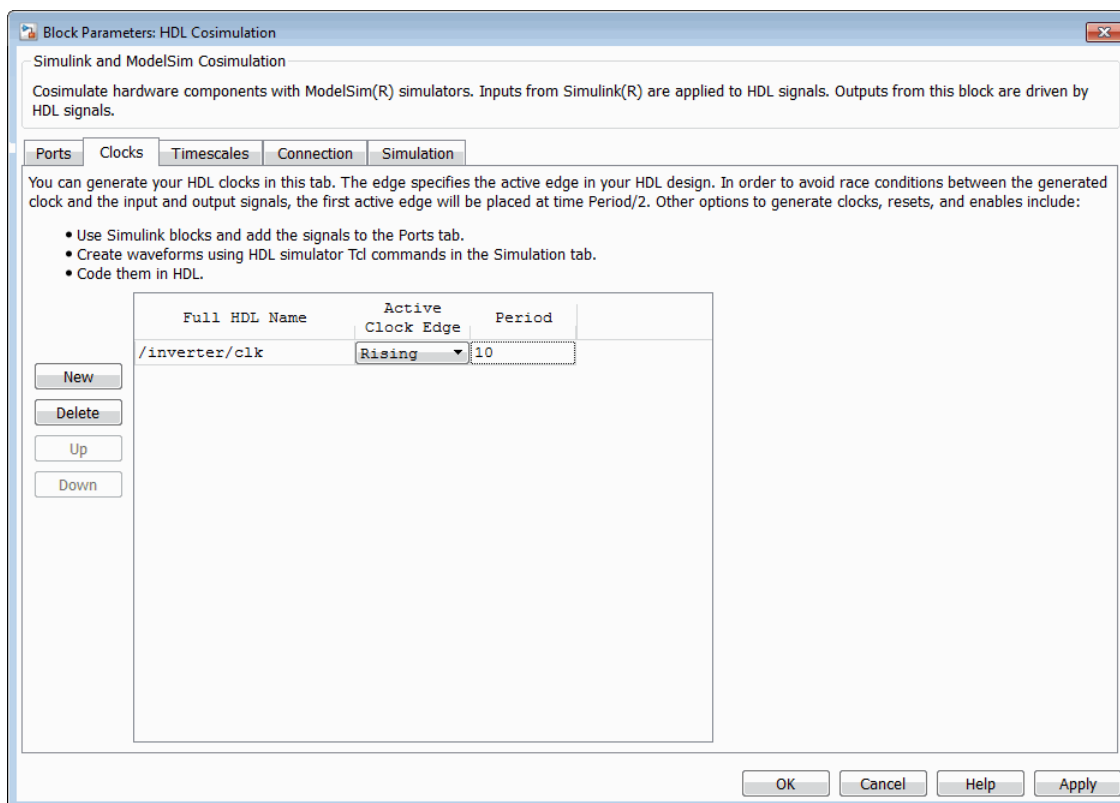 Block Parameters: HDL Cosimulation
Simulink and ModelSim Cosimulation
Cosimulate hardware components with ModelSim(R) simulators. Inputs from Simulink(R) are applied to HDL signals. Outputs from this block are driven by
HDL signals.
Ports Clocks Timescales Connection Simulation
You can generate your HDL clocks in this tab. The edge specifies the active edge in your HDL design. In order to avoid race conditions between the generated
clock and the input and output signals, the first active edge will be placed at time Period/2. Other options to generate clocks, resets, and enables include:
• Use Simulink blocks and add the signals to the Ports tab.
• Create waveforms using HDL simulator Tcl commands in the Simulation tab.
• Code them in HDL.
Full HDL Name Active Clock Edge Period
/inverter/clk Rising 10
New
Delete
Up
Down
OK Cancel Help Apply